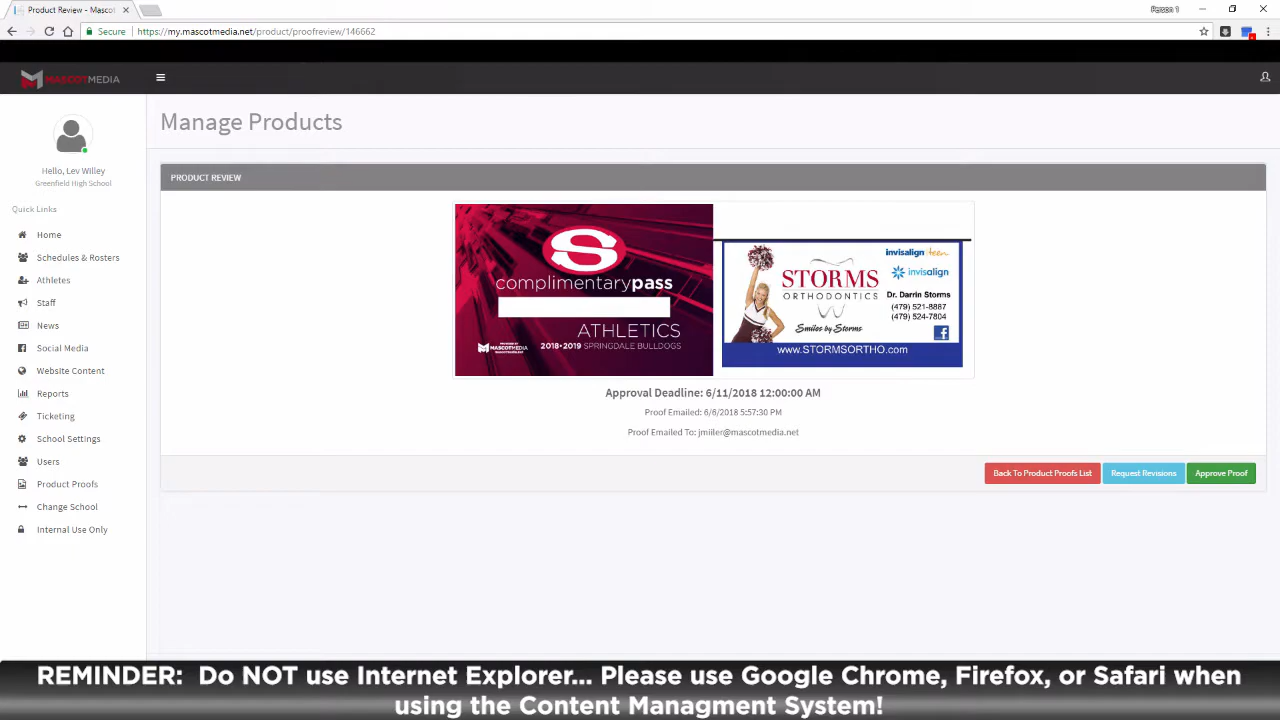 Product Review - Mascot
Person 1
Secure
https://my.mascotmedia.net/product/proofreview/146662
MASCOTMEDIA
Hello, Lev Willey
Greenfield High School
Quick Links
Home
Schedules & Rosters
Athletes
Staff
News
Social Media
Website Content
Reports
Ticketing
School Settings
Users
Product Proofs
Change School
Internal Use Only
Manage Products
PRODUCT REVIEW
S
complimentarypass
ATHLETICS
MASCOTMEDIA
2018•2019 SPRINGDALE BULLDOGS
invisalign teen
invisalign
STORMS
ORTHODONTICS
Dr. Darrin Storms
(479) 521-8887
(479) 524-7804
Smiles by Storms
www.STORMSORTHO.com
Approval Deadline: 6/11/2018 12:00:00 AM
Proof Emailed: 6/6/2018 5:57:30 PM
Proof Emailed To: jmiller@mascotmedia.net
Back To Product Proofs List
Request Revisions
Approve Proof
REMINDER: Do NOT use Internet Explorer... Please use Google Chrome, Firefox, or Safari when
using the Content Managment System!